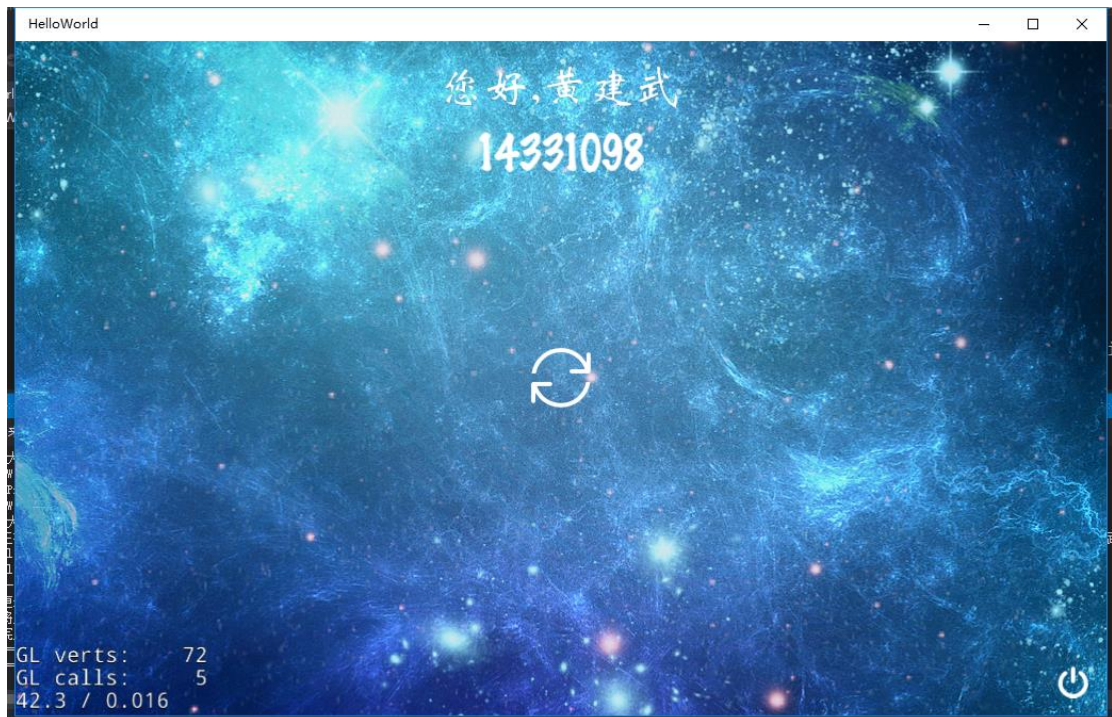 HelloWorld
您好,黄建武
14331098
GL verts: 72
GL calls: 5
42.3 / 0.016